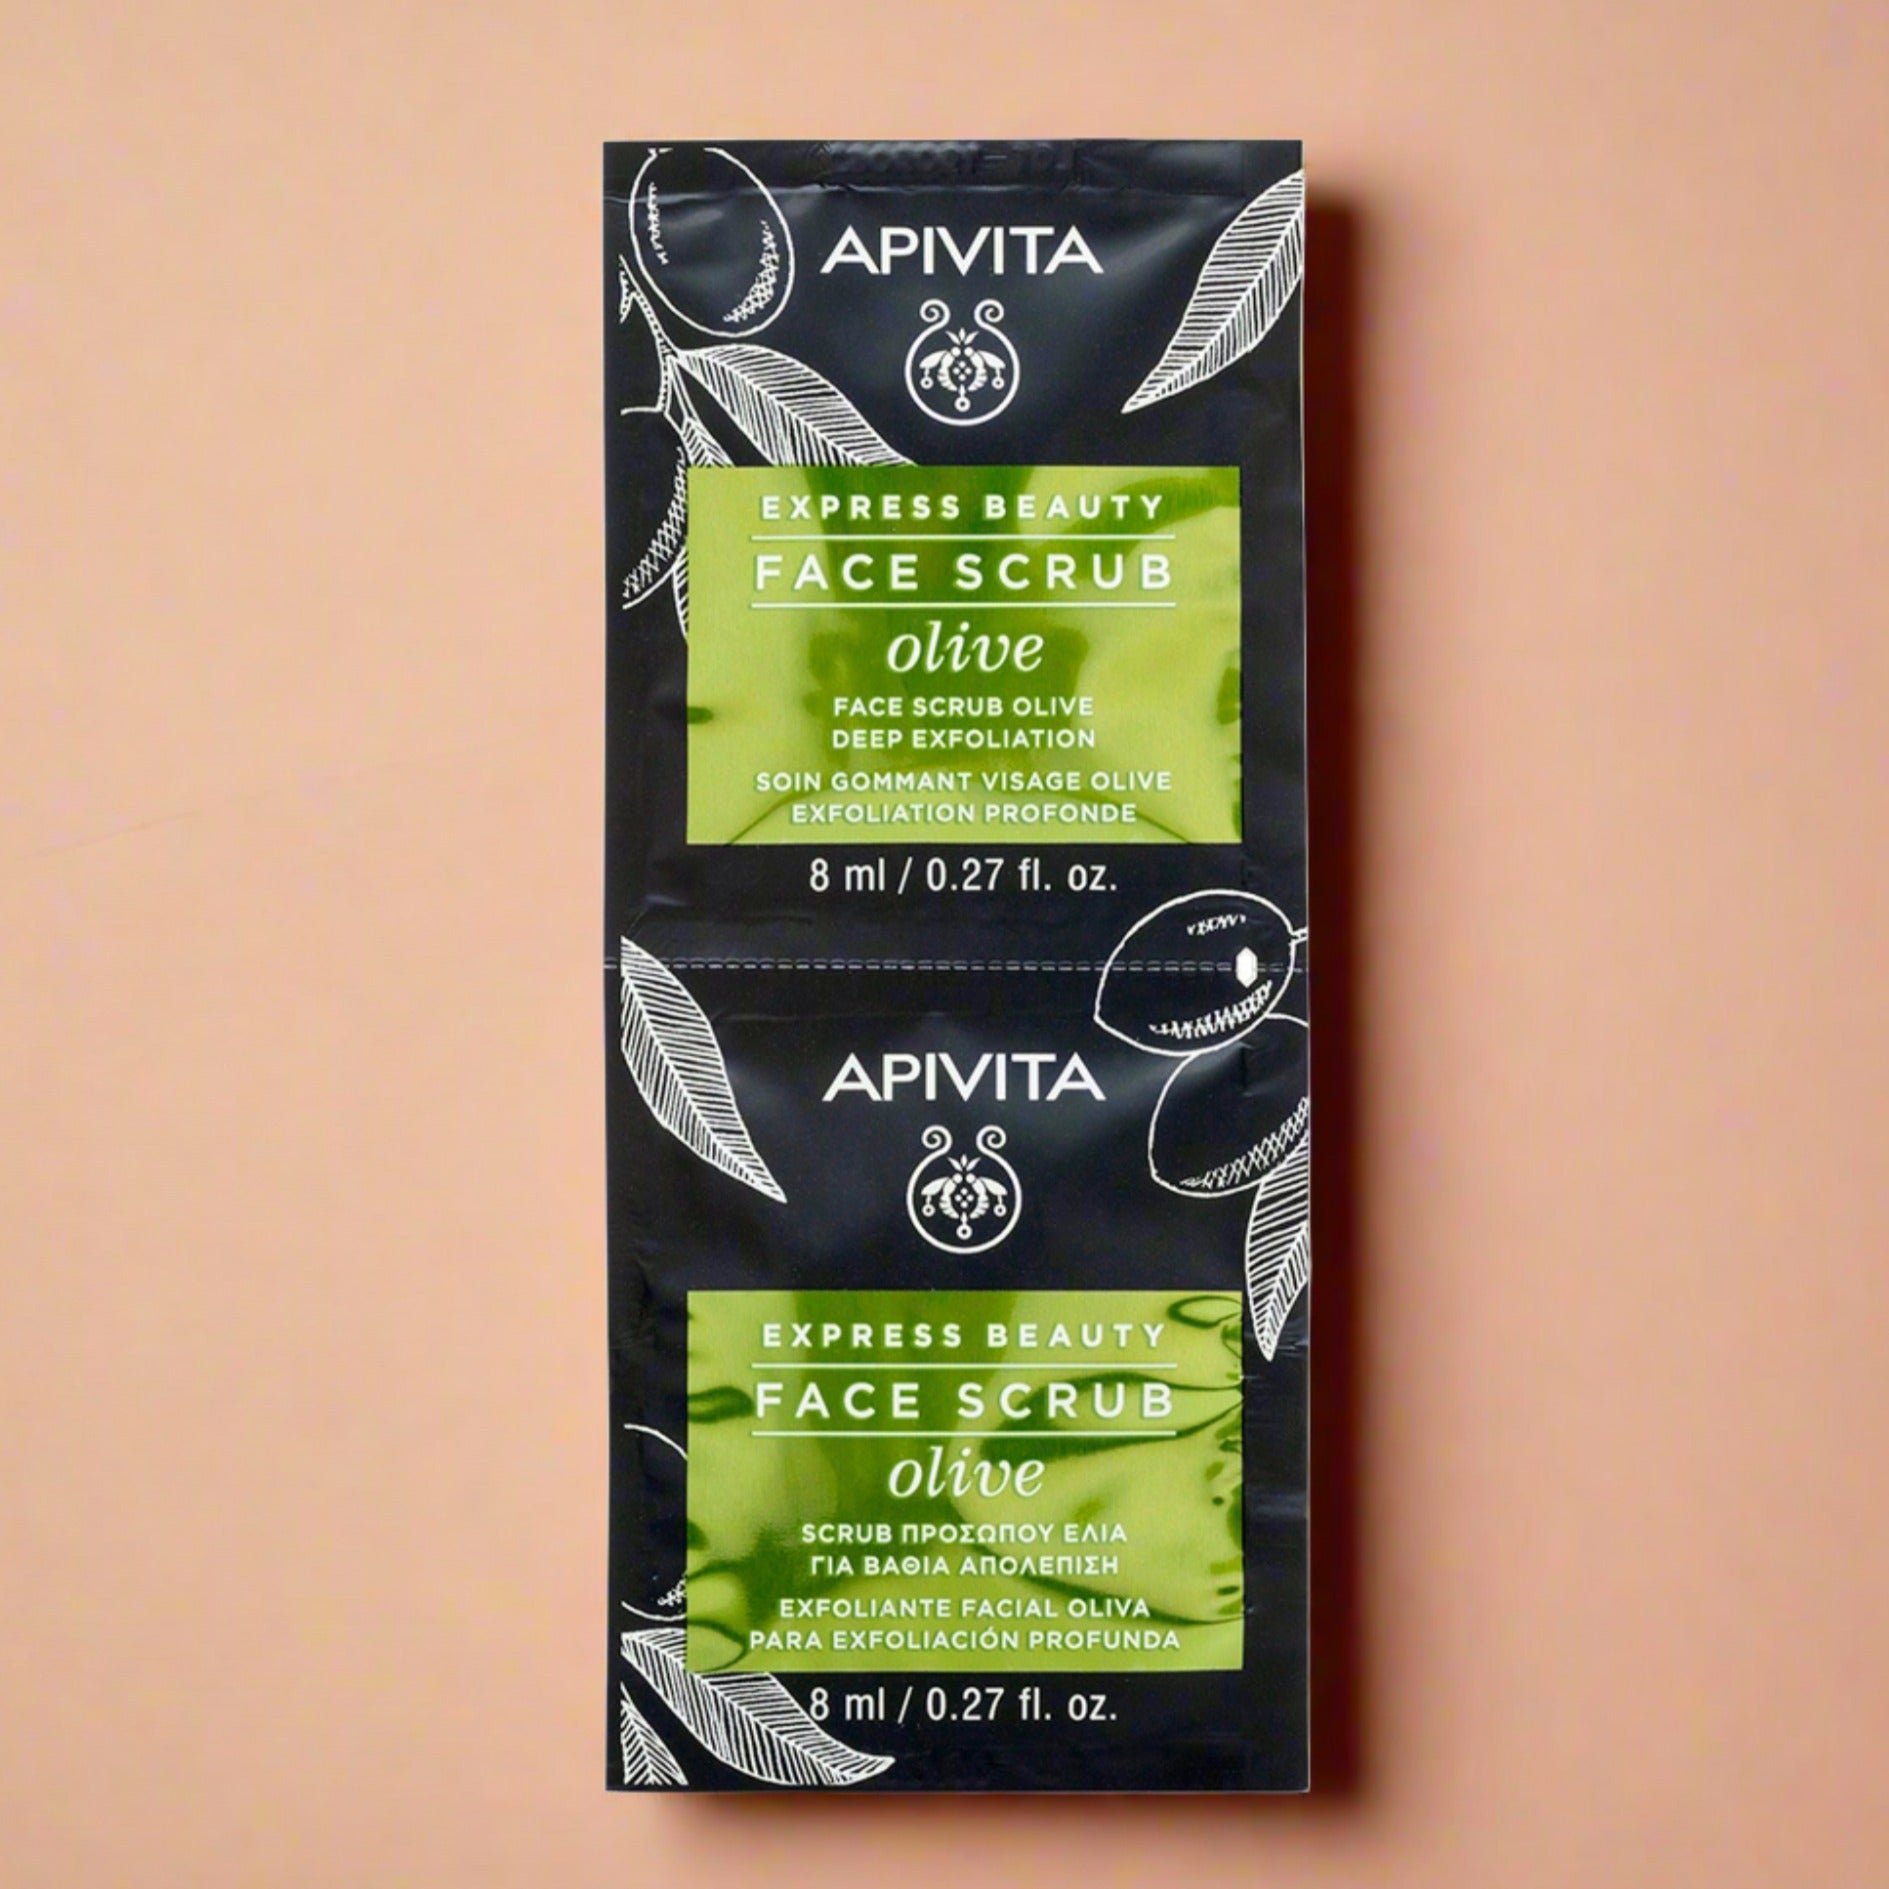 APIVITA
EXPRESS BEAUTY
FACE SCRUB
olive
FACE SCRUB OLIVE
DEEP EXFOLIATION
SOIN GOMMANT VISAGE OLIVE
EXFOLIATION PROFONDE
8 ml / 0.27 fl. oz.
APIVITA
EXPRESS BEAUTY
FACE SCRUB
olive
SCRUB ΠΡΟΣΩΠΟΥ ΕΛΙΑ
ΓΙΑ ΒΑΘΙΑ ΑΠΟΛΕΠΙΣΗ
EXFOLIANTE FACIAL OLIVA
PARA EXFOLIACIÓN PROFUNDA
8 ml / 0.27 fl. oz.